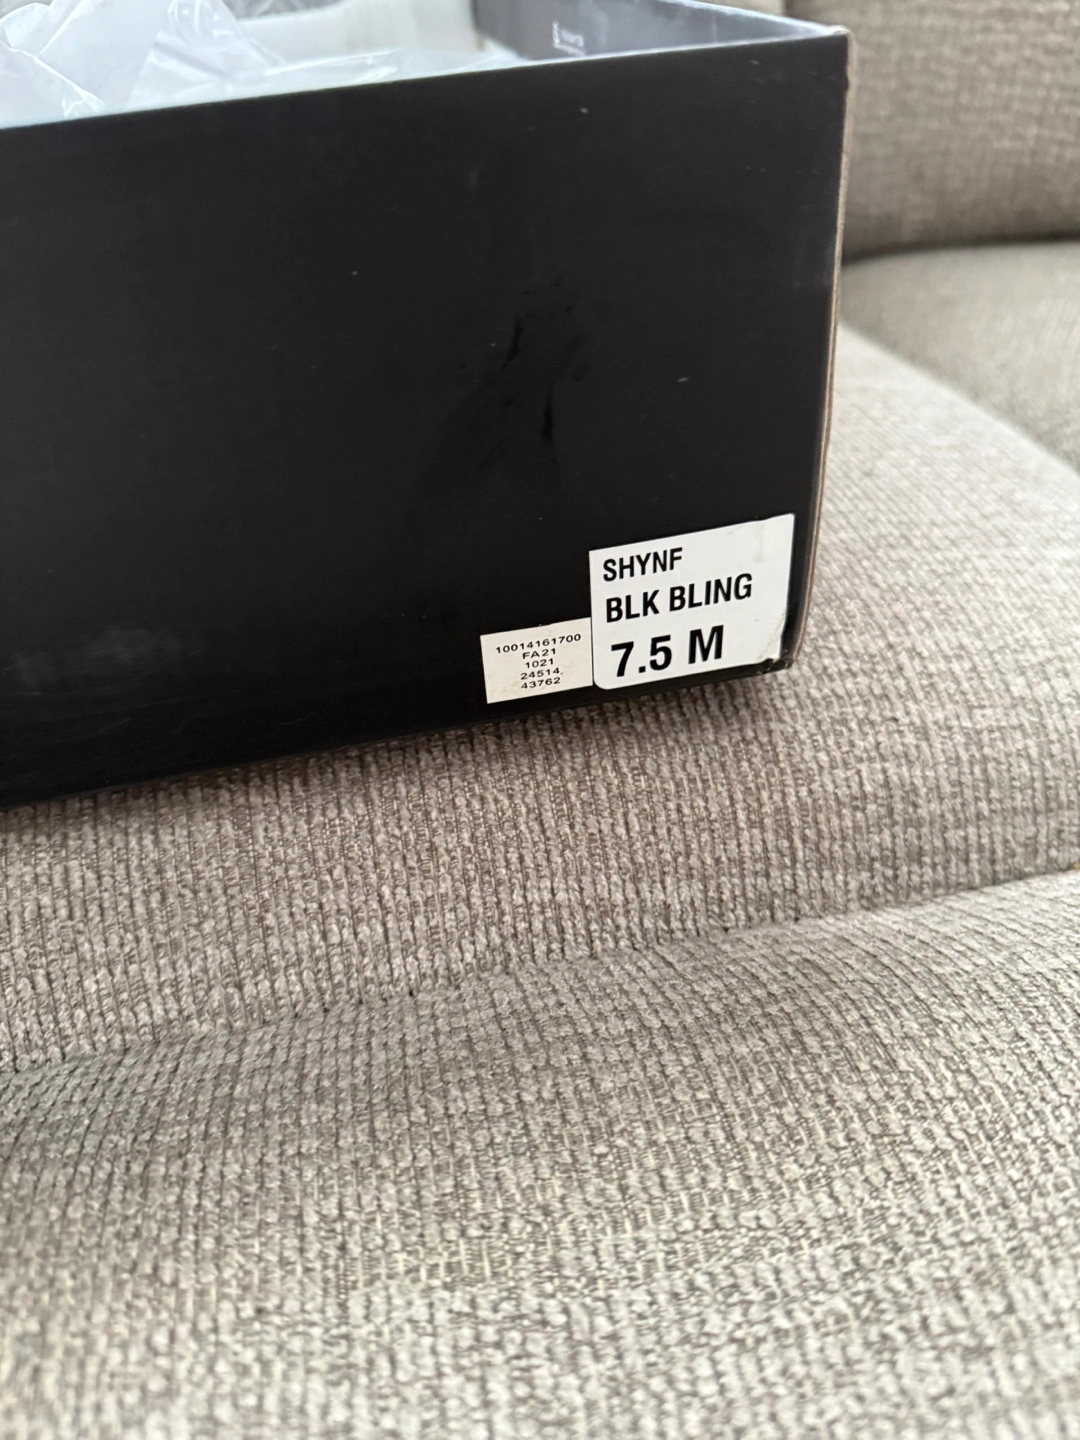 SHYNF
BLK BLING
7.5 M
10014161700
FA21
1021
24514
43762